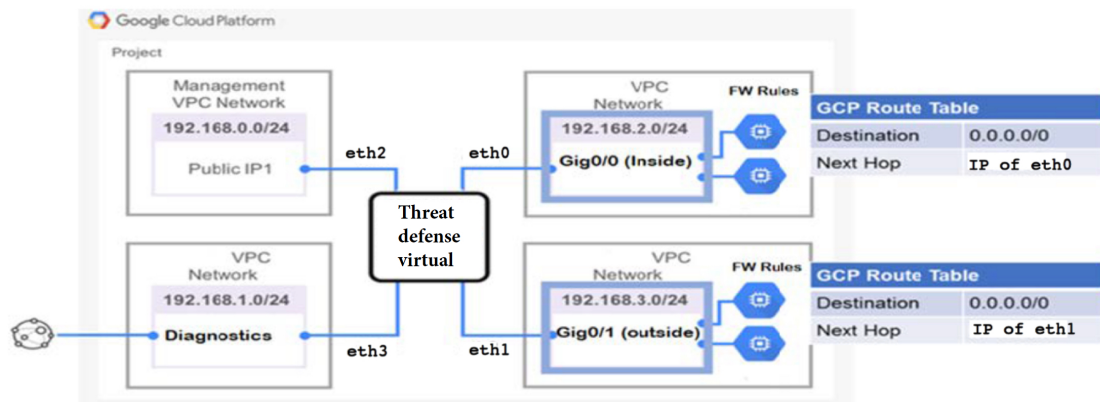 Google Cloud Platform
Project
Management
VPC Network
192.168.0.0/24
Public IP1
eth2
VPC
Network
192.168.1.0/24
Diagnostics
eth3
Threat
defense
virtual
eth0
VPC
Network
192.168.2.0/24
Gig0/0 (Inside)
FW Rules
GCP Route Table
Destination 0.0.0.0/0
Next Hop IP of eth0
eth1
VPC
Network
192.168.3.0/24
Gig0/1 (outside)
FW Rules
GCP Route Table
Destination 0.0.0.0/0
Next Hop IP of eth1